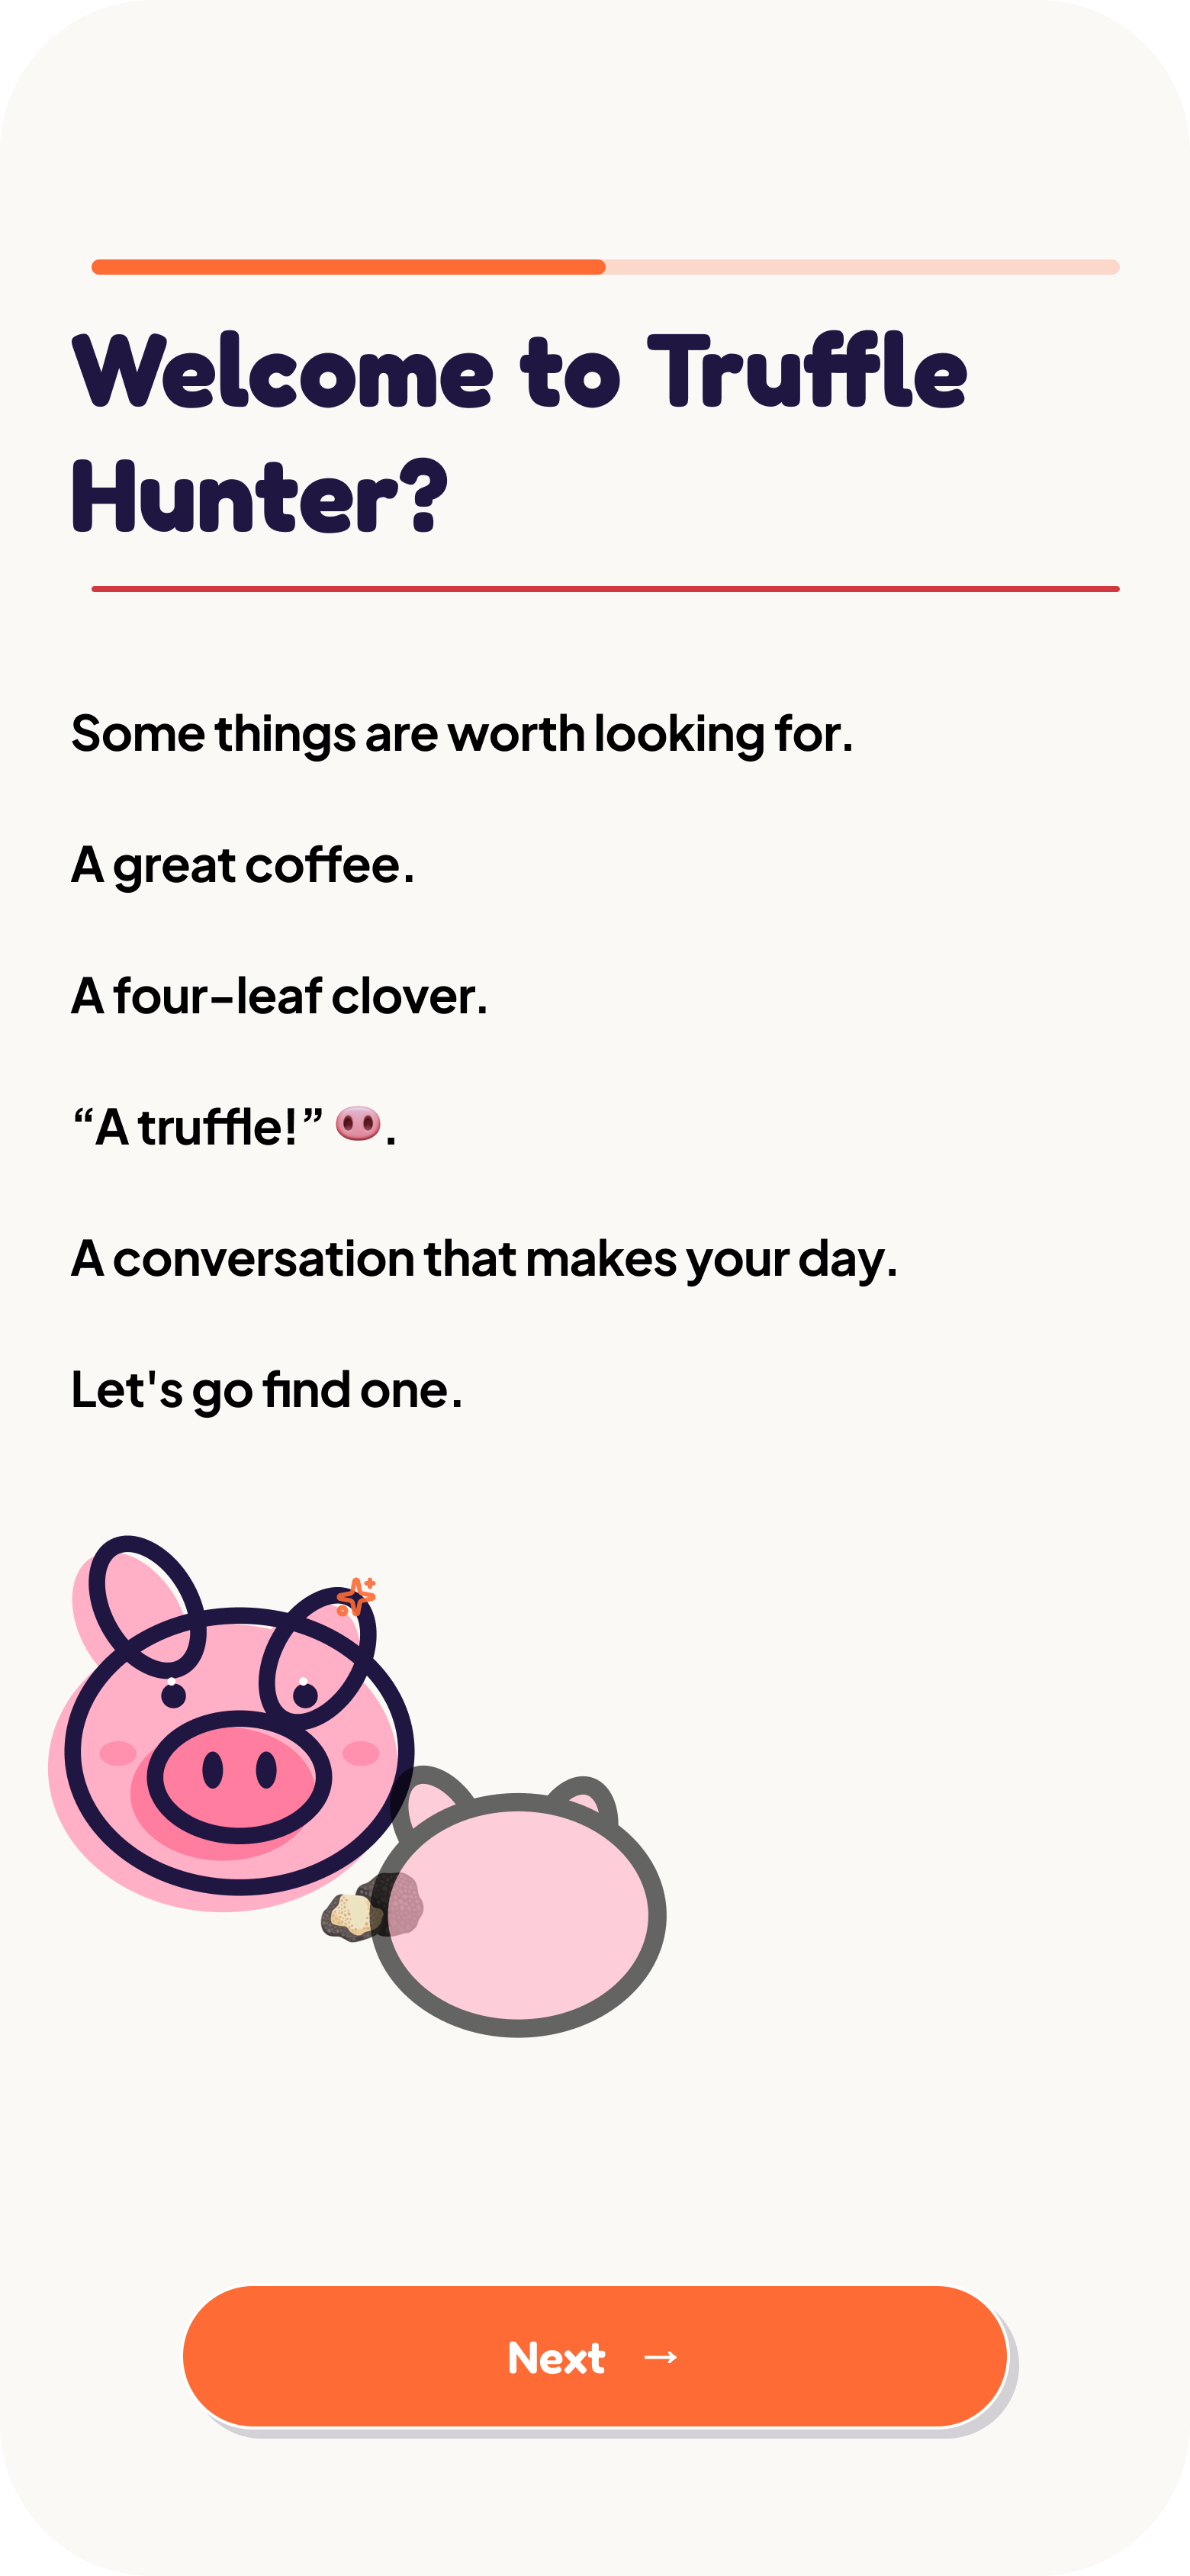 Welcome to Truffle
Hunter?
Some things are worth looking for.
A great coffee.
A four-leaf clover.
“A truffle!” 🐽.
A conversation that makes your day.
Let's go find one.
Next →